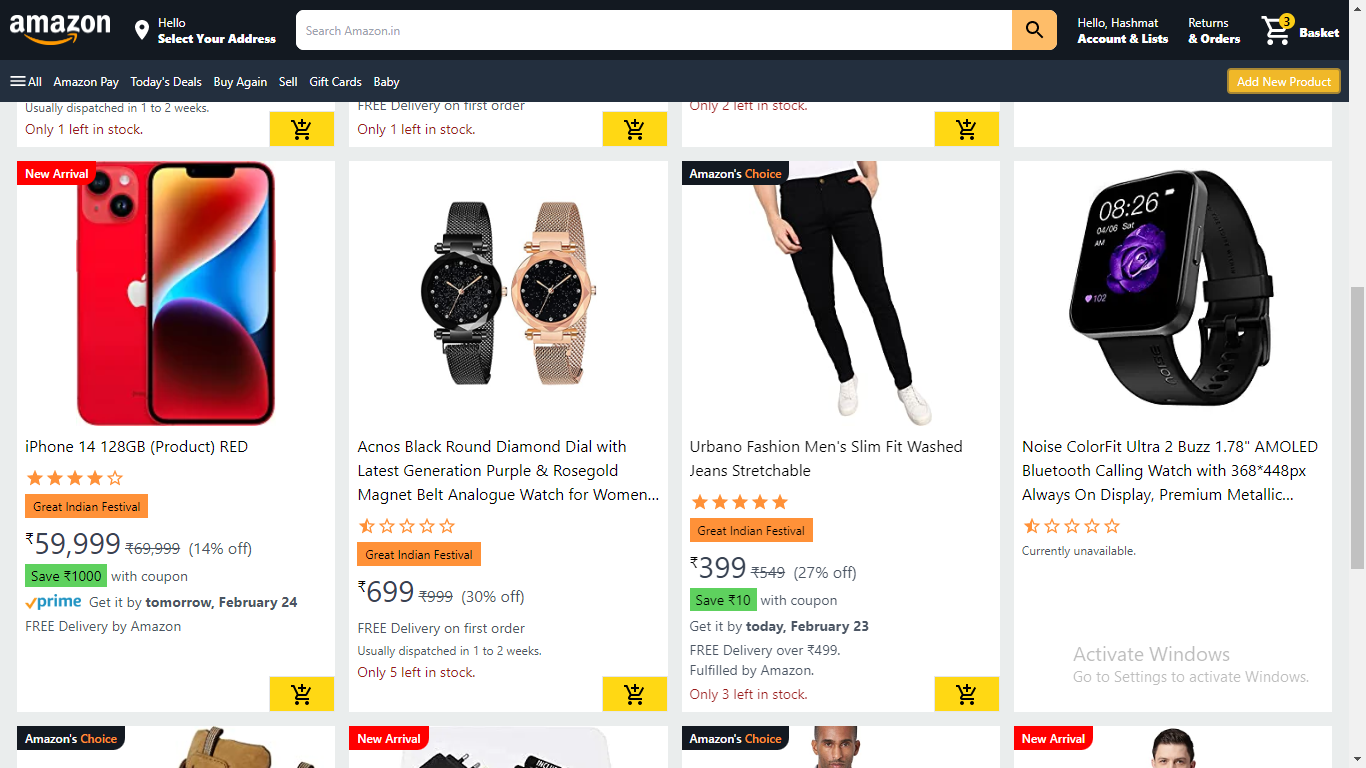 amazon
Hello
Select Your Address
Search Amazon.in
Hello, Hashmat
Account & Lists
Returns
& Orders
3
Basket
All
Amazon Pay
Today's Deals
Buy Again
Sell
Gift Cards
Baby
Add New Product
Usually dispatched in 1 to 2 weeks.
Only 1 left in stock.
FREE Delivery on first order
Only 1 left in stock.
Only 2 left in stock.
New Arrival
iPhone 14 128GB (Product) RED
Great Indian Festival
₹59,999 ₹69,999 (14% off)
Save ₹1000 with coupon
prime Get it by tomorrow, February 24
FREE Delivery by Amazon
Acnos Black Round Diamond Dial with
Latest Generation Purple & Rosegold
Magnet Belt Analogue Watch for Women...
Great Indian Festival
₹699 ₹999 (30% off)
FREE Delivery on first order
Usually dispatched in 1 to 2 weeks.
Only 5 left in stock.
Amazon's Choice
Urbano Fashion Men's Slim Fit Washed
Jeans Stretchable
Great Indian Festival
₹399 ₹549 (27% off)
Save ₹10 with coupon
Get it by today, February 23
FREE Delivery over ₹499.
Fulfilled by Amazon.
Only 3 left in stock.
08:26
04/06 Sat
AM
102
noise
Noise ColorFit Ultra 2 Buzz 1.78" AMOLED
Bluetooth Calling Watch with 368*448px
Always On Display, Premium Metallic...
Currently unavailable.
Activate Windows
Go to Settings to activate Windows.
Amazon's Choice
New Arrival
Amazon's Choice
New Arrival